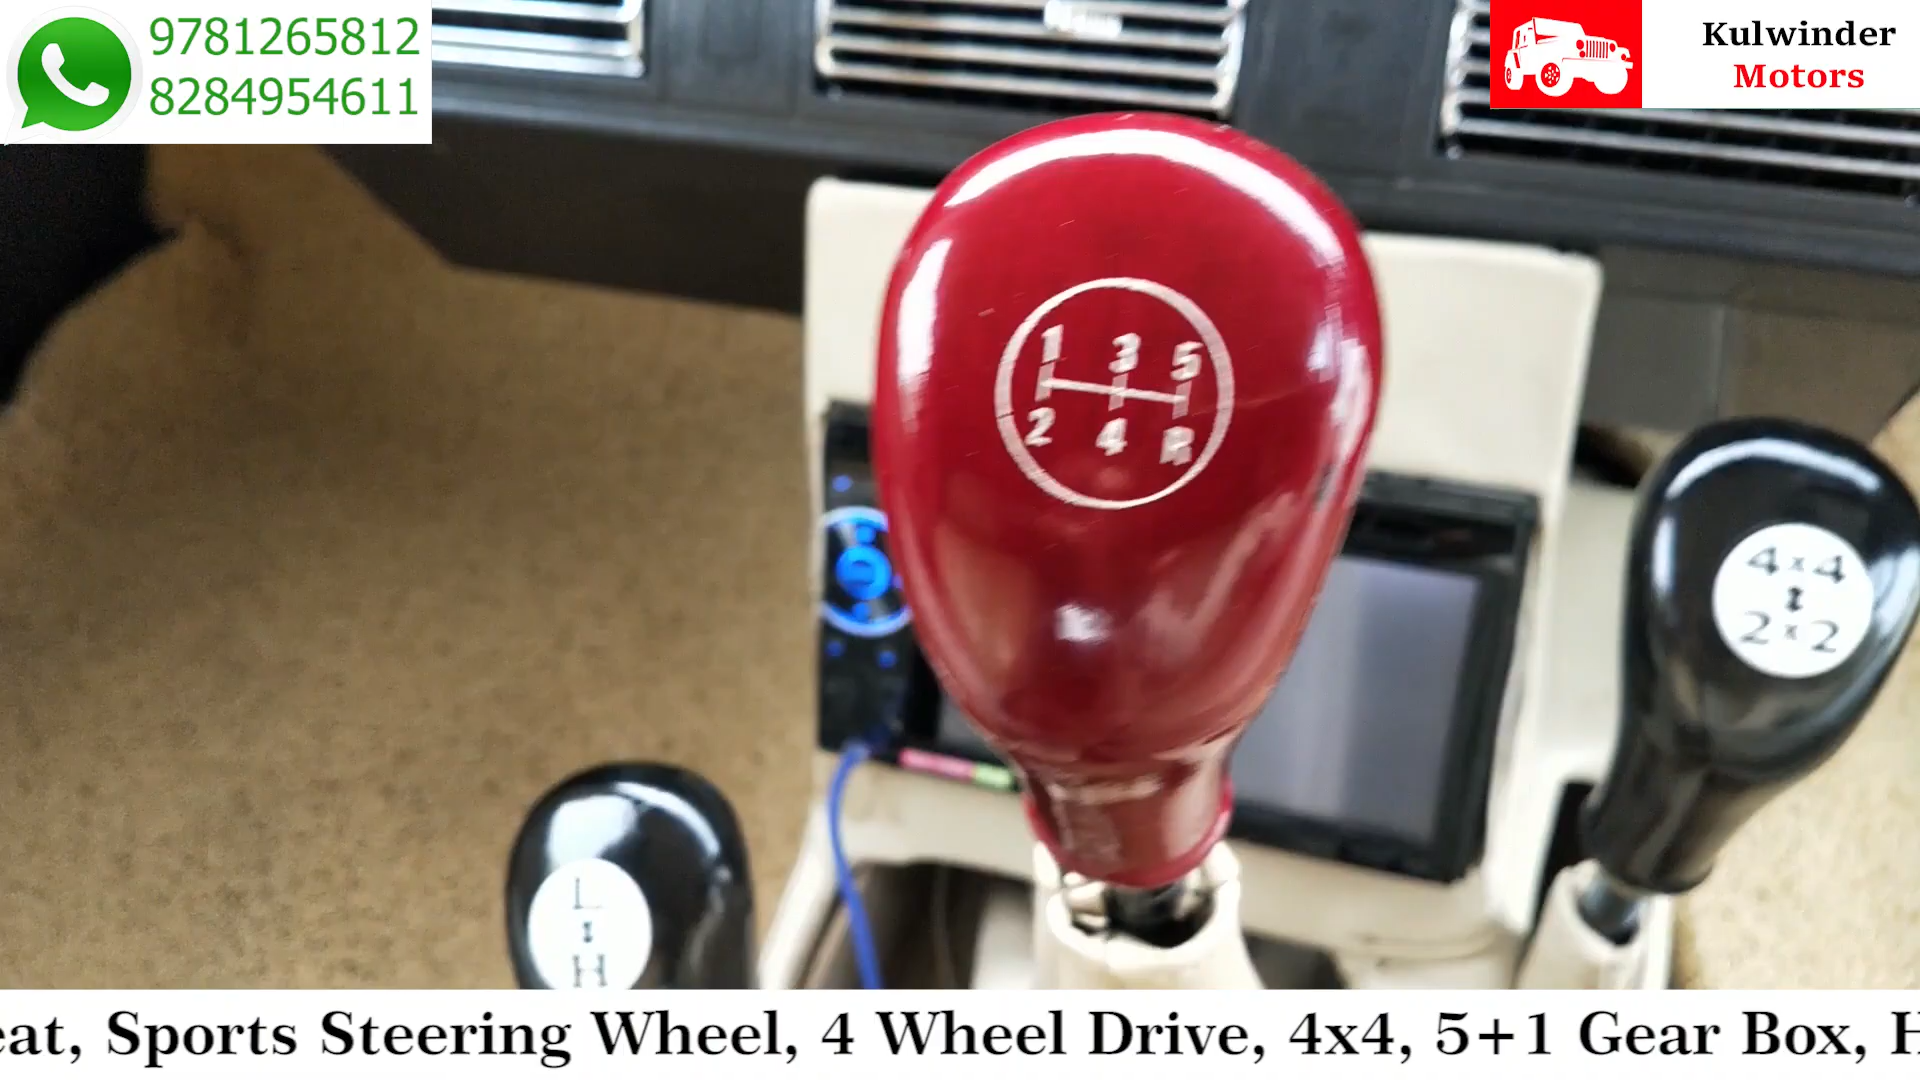 9781265812
8284954611
Kulwinder
Motors
1 3 5
2 4 R
4x4
2x2
L
H
Sports Steering Wheel, 4 Wheel Drive, 4x4, 5+1 Gear Box,